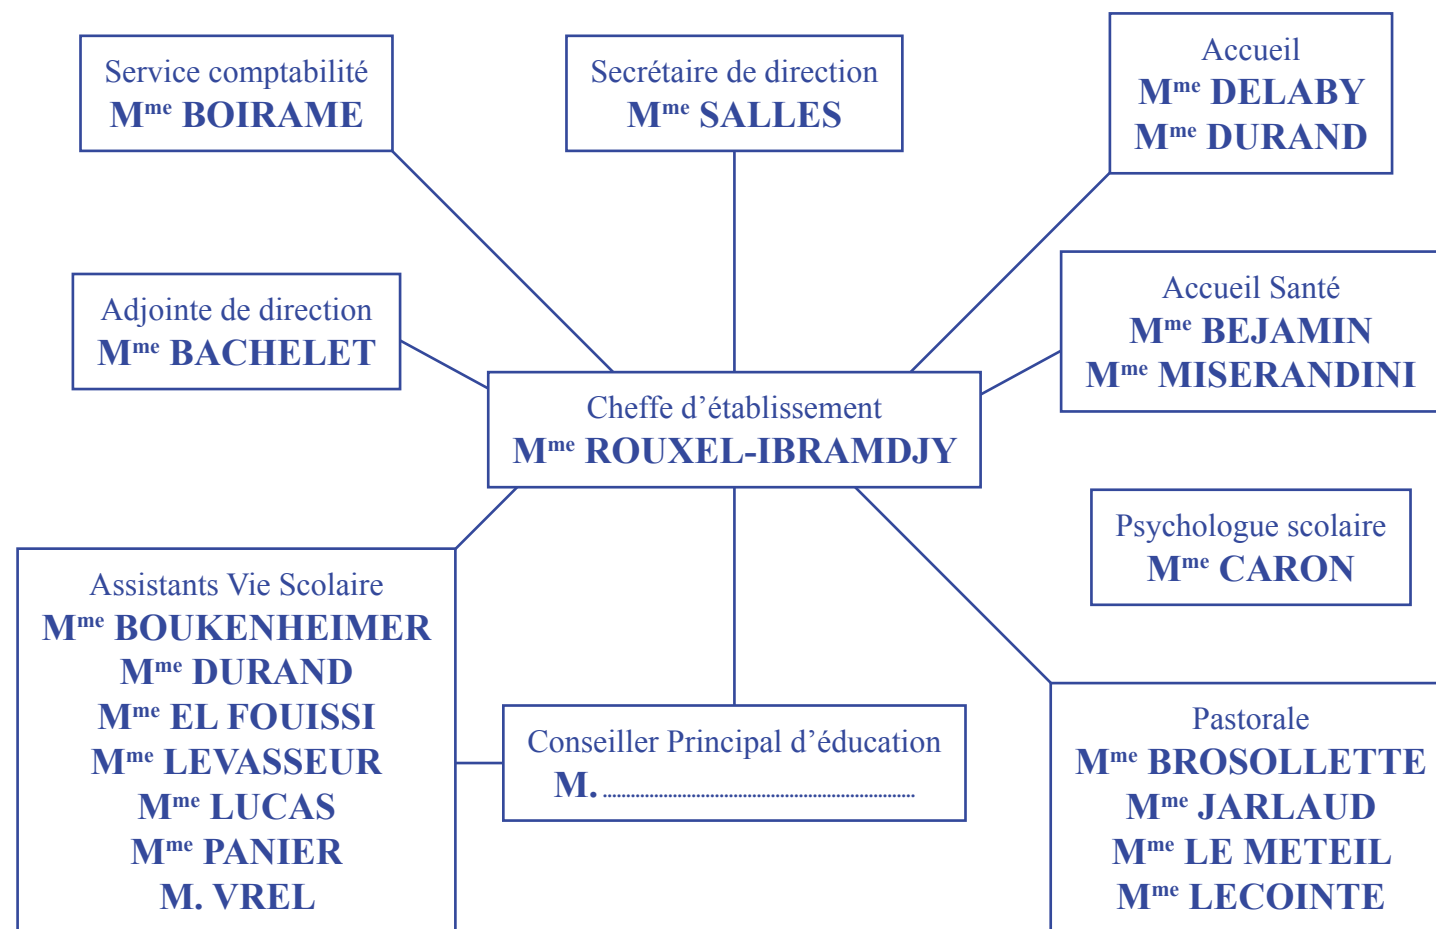 Service comptabilité
Mme BOIRAME
Secrétaire de direction
Mme SALLES
Accueil
Mme DELABY
Mme DURAND
Adjointe de direction
Mme BACHELET
Accueil Santé
Mme BEJAMIN
Mme MISERANDINI
Cheffe d’établissement
Mme ROUXEL-IBRAMDJY
Psychologue scolaire
Mme CARON
Assistants Vie Scolaire
Mme BOUKENHEIMER
Mme DURAND
Mme EL FOUISSI
Mme LEVASSEUR
Mme LUCAS
Mme PANIER
M. VREL
Conseiller Principal d’éducation
M. ......................................................................
Pastorale
Mme BROSOLLETTE
Mme JARLAUD
Mme LE METEIL
Mme LECOINTE